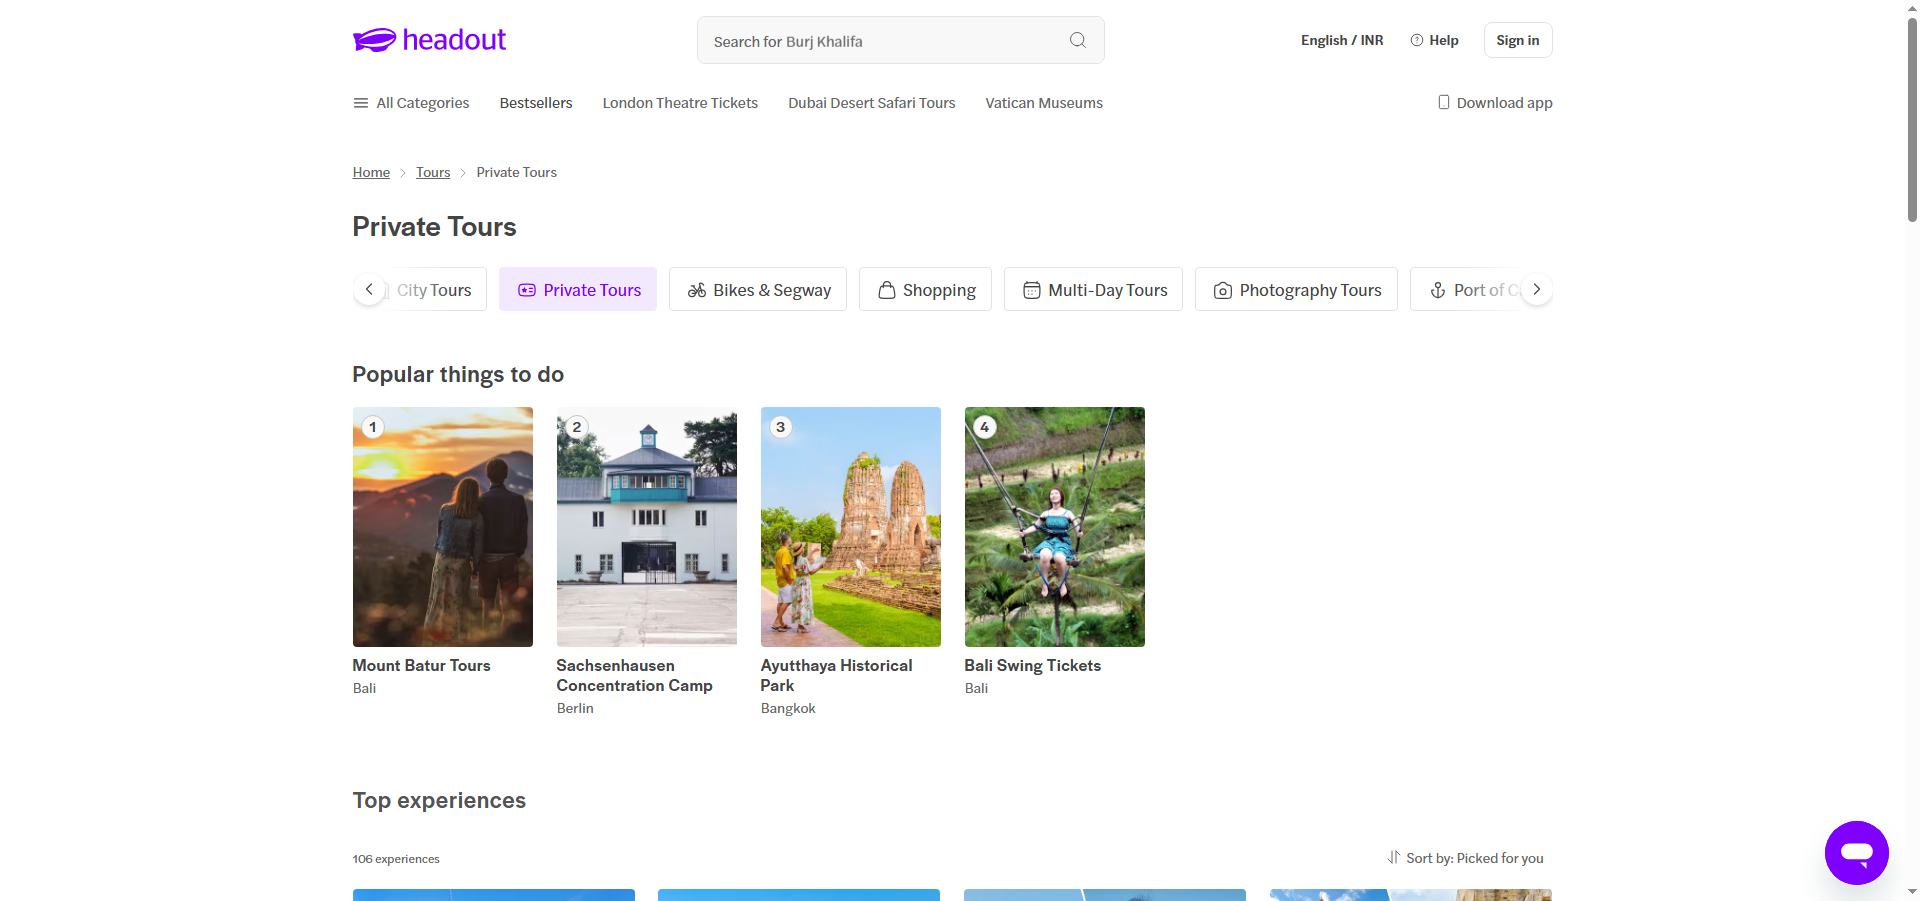 headout
Search for Burj Khalifa
English / INR
Help
Sign in
All Categories
Bestsellers
London Theatre Tickets
Dubai Desert Safari Tours
Vatican Museums
Download app
Home
Tours
Private Tours
Private Tours
City Tours
Private Tours
Bikes & Segway
Shopping
Multi-Day Tours
Photography Tours
Port of
Popular things to do
1
2
3
4
Mount Batur Tours
Bali
Sachsenhausen
Concentration Camp
Berlin
Ayutthaya Historical
Park
Bangkok
Bali Swing Tickets
Bali
Top experiences
106 experiences
Sort by: Picked for you